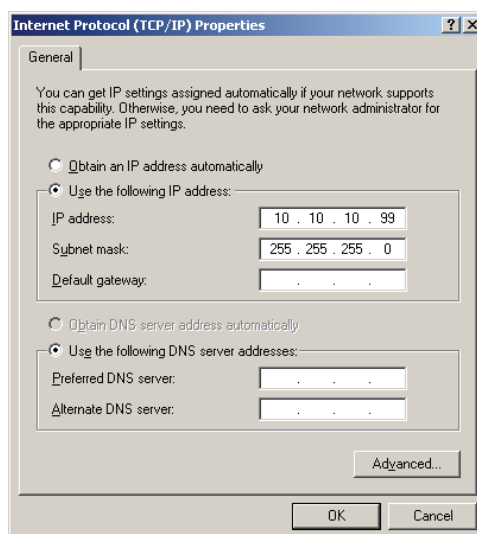 Internet Protocol (TCP/IP) Properties
General
You can get IP settings assigned automatically if your network supports
this capability. Otherwise, you need to ask your network administrator for
the appropriate IP settings.
Obtain an IP address automatically
Use the following IP address:
IP address: 10 . 10 . 10 . 99
Subnet mask: 255 . 255 . 255 . 0
Default gateway: . . .
Obtain DNS server address automatically
Use the following DNS server addresses:
Preferred DNS server: . . .
Alternate DNS server: . . .
Advanced...
OK Cancel